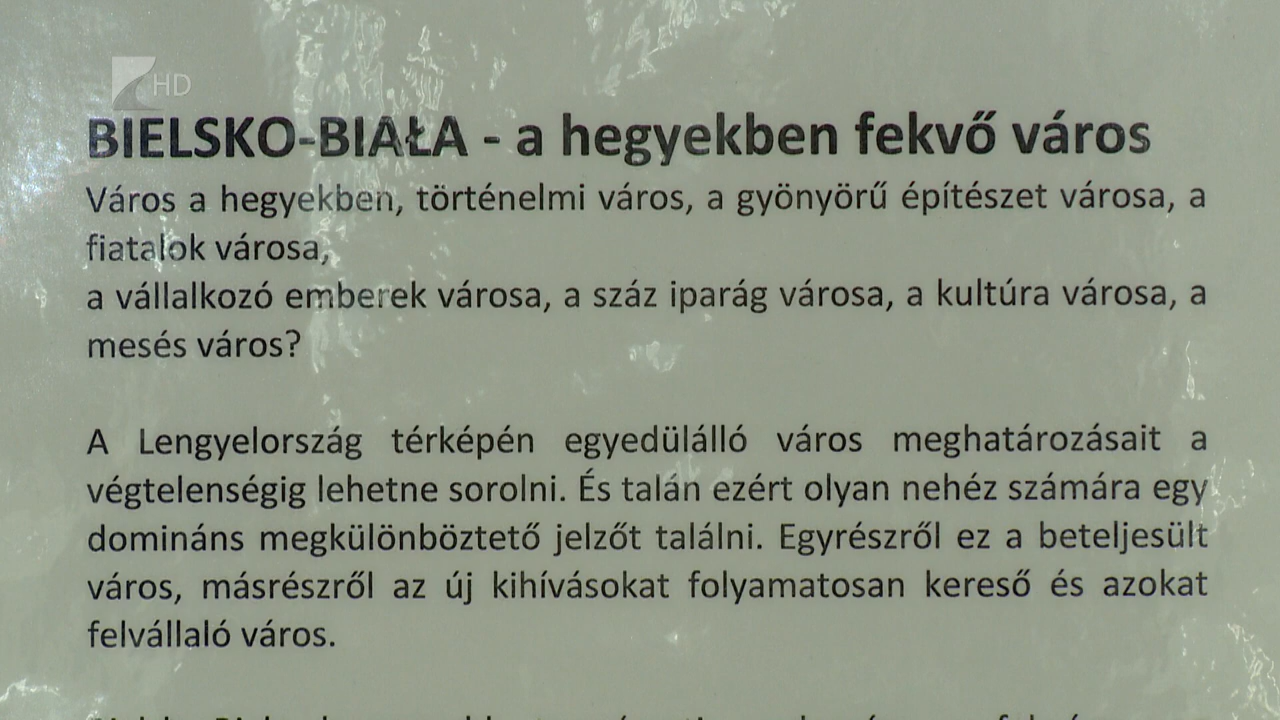 HD
BIELSKO-BIAŁA - a hegyekben fekvő város
Város a hegyekben, történelmi város, a gyönyörű építészet városa, a
fiatalok városa,
a vállalkozó emberek városa, a száz iparág városa, a kultúra városa, a
mesés város?
A Lengyelország térképén egyedülálló város meghatározásait a
végtelenségig lehetne sorolni. És talán ezért olyan nehéz számára egy
domináns megkülönböztető jelzőt találni. Egyrészről ez a beteljesült
város, másrészről az új kihívásokat folyamatosan kereső és azokat
felvállaló város.